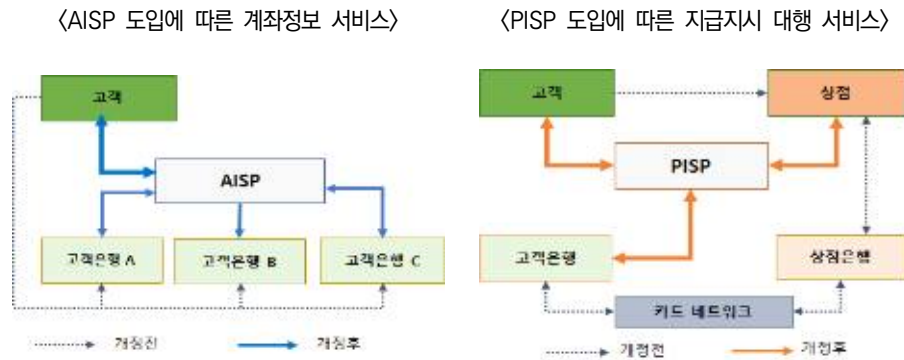 〈AISP 도입에 따른 계좌정보 서비스〉
〈PISP 도입에 따른 지급지시 대행 서비스〉
고객
AISP
고객은행 A
고객은행 B
고객은행 C
개정전
개정후
고객
상점
PISP
고객은행
상점은행
카드 네트워크
개정전
개정후